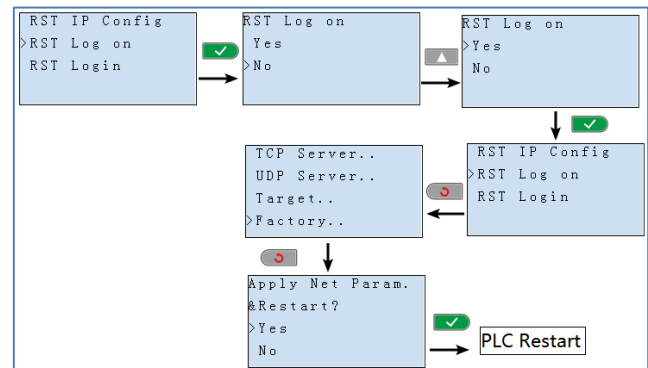 RST IP Config
>RST Log on
RST Login
RST Log on
Yes
>No
RST Log on
>Yes
No
RST IP Config
>RST Log on
RST Login
TCP Server..
UDP Server..
Target..
>Factory..
Apply Net Param.
&Restart?
>Yes
No
PLC Restart